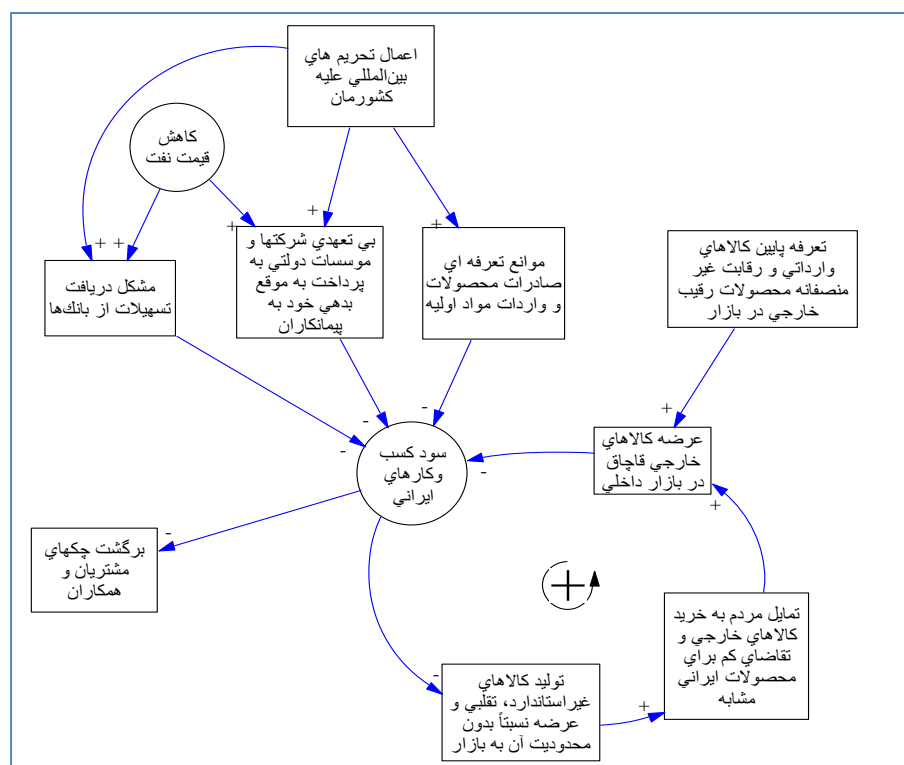 اعمال تحريم هاي
بين‌المللي عليه
كشورمان
كاهش
قيمت نفت
+
+
+
+
+
مشكل دريافت
تسهيلات از بانك‌ها
بي تعهدي شركتها و
موسسات دولتي به
پرداخت به موقع
بدهي خود به
پيمانكاران
موانع تعرفه اي
صادرات محصولات
و واردات مواد اوليه
تعرفه پايين كالاهاي
وارداتي و رقابت غير
منصفانه محصولات رقيب
خارجي در بازار
+
-
-
-
-
سود كسب
وكارهاي
ايراني
عرضه كالاهاي
خارجي قاچاق
در بازار داخلي
+
-
برگشت چكهاي
مشتريان و
همكاران
+
تمايل مردم به خريد
كالاهاي خارجي و
تقاضاي كم براي
محصولات ايراني
مشابه
-
+
توليد كالاهاي
غيراستاندارد، تقلبي و
عرضه نسبتاً بدون
محدوديت آن به بازار